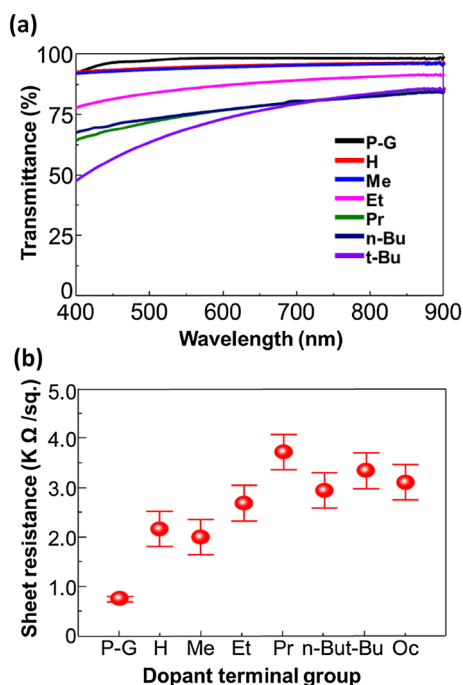 (a)
Transmittance (%)
100
75
50
25
0
P-G
H
Me
Et
Pr
n-Bu
t-Bu
400 500 600 700 800 900
Wavelength (nm)
(b)
Sheet resistance (K Ω /sq.)
5.0
4.0
3.0
2.0
1.0
0.0
P-G H Me Et Pr n-But-Bu Oc
Dopant terminal group